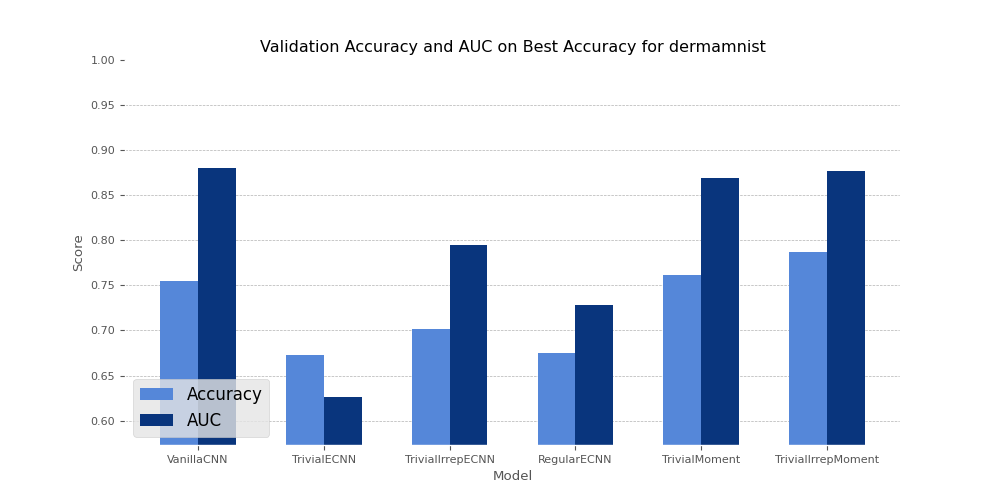 Validation Accuracy and AUC on Best Accuracy for dermamnist
1.00
0.95
0.90
0.85
0.80
0.75
0.70
0.65
0.60
Score
Accuracy
AUC
VanillaCNN TrivialECNN TrivialIrrepECNN RegularECNN TrivialMoment TrivialIrrepMoment
Model